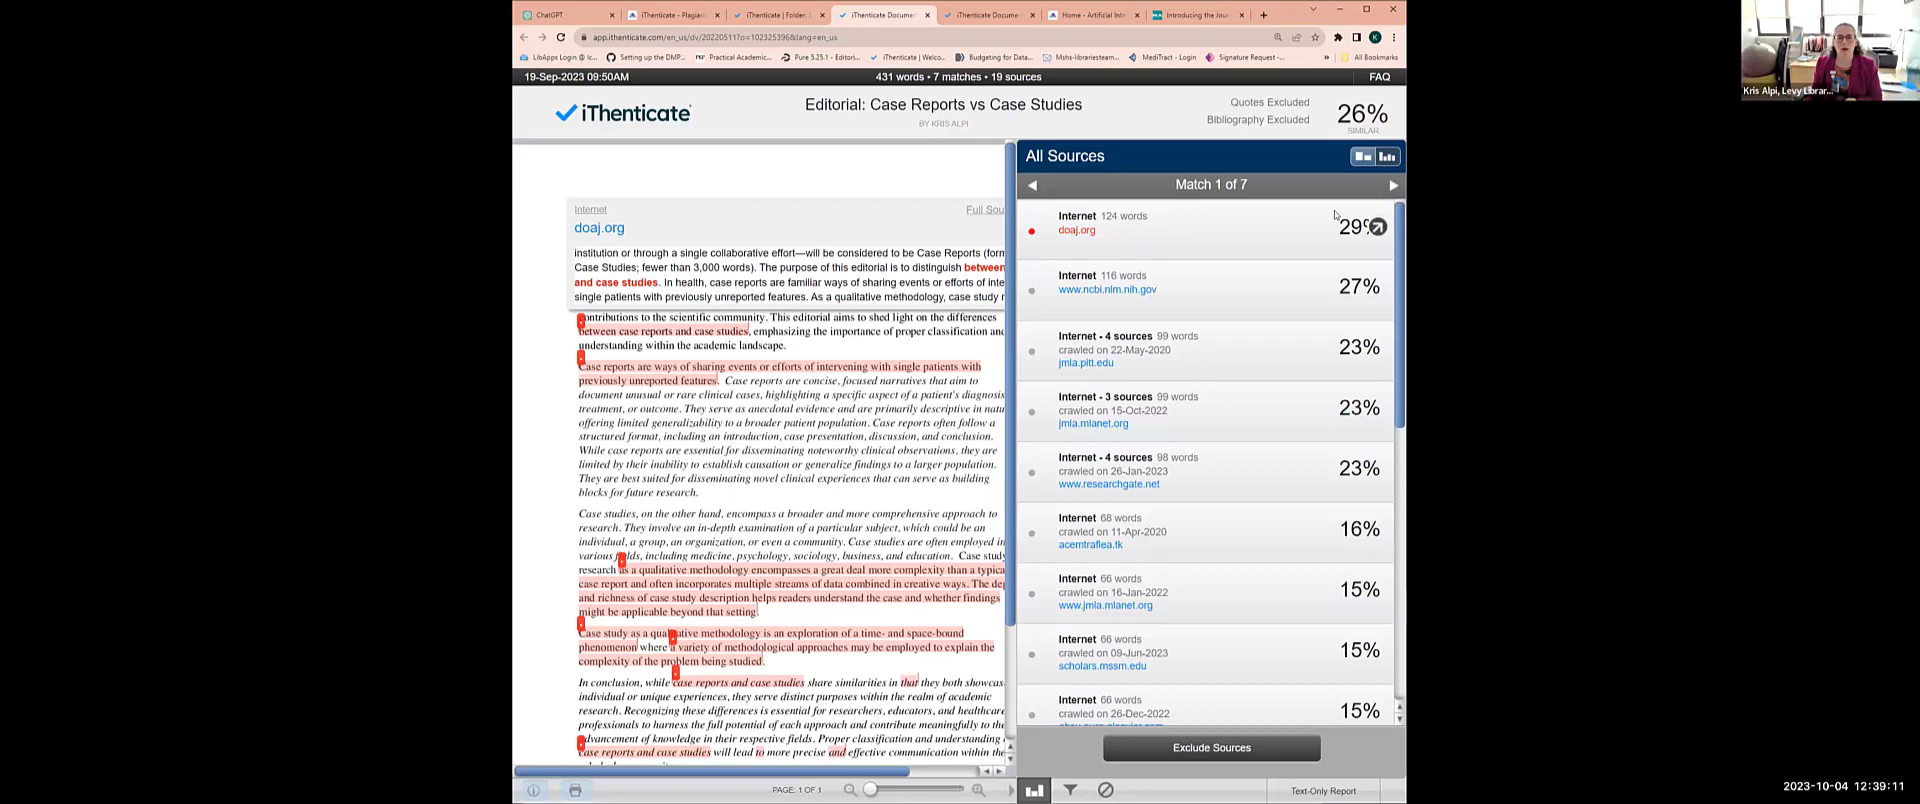 ChatGPT
iThenticate - Plagiaris
iThenticate | Folder:
iThenticate Docume
iThenticate Documen
Home - Artificial Inte
Introducing the Jour
app.ithenticate.com/en_us/dv/20220511?o=102325396&lang=en_us
LibApps Login @ Ic...
Setting up the DMP...
Practical Academic...
Pure 5.25.1 - Editori...
iThenticate | Welco...
Budgeting for Data...
Mshs-librariesteam...
MediTract - Login
Signature Request -...
»
All Bookmarks
19-Sep-2023 09:50AM
431 words • 7 matches • 19 sources
FAQ
iThenticate
Editorial: Case Reports vs Case Studies
BY KRIS ALPI
Quotes Excluded
Bibliography Excluded
26%
SIMILAR
Internet
Full Sou
doaj.org
institution or through a single collaborative effort—will be considered to be Case Reports (form
Case Studies; fewer than 3,000 words). The purpose of this editorial is to distinguish between
and case studies. In health, case reports are familiar ways of sharing events or efforts of inte
single patients with previously unreported features. As a qualitative methodology, case study r
contributions to the scientific community. This editorial aims to shed light on the differences
between case reports and case studies, emphasizing the importance of proper classification and
understanding within the academic landscape.
Case reports are ways of sharing events or efforts of intervening with single patients with
previously unreported features. Case reports are concise, focused narratives that aim to
document unusual or rare clinical cases, highlighting a specific aspect of a patient's diagnosis
treatment, or outcome. They serve as anecdotal evidence and are primarily descriptive in natu
offering limited generalizability to a broader patient population. Case reports often follow a
structured format, including an introduction, case presentation, discussion, and conclusion.
While case reports are essential for disseminating noteworthy clinical observations, they are
limited by their inability to establish causation or generalize findings to a larger population.
They are best suited for disseminating novel clinical experiences that can serve as building
blocks for future research.
Case studies, on the other hand, encompass a broader and more comprehensive approach to
research. They involve an in-depth examination of a particular subject, which could be an
individual, a group, an organization, or even a community. Case studies are often employed in
various fields, including medicine, psychology, sociology, business, and education. Case study
research as a qualitative methodology encompasses a great deal more complexity than a typica
case report and often incorporates multiple streams of data combined in creative ways. The dep
and richness of case study description helps readers understand the case and whether findings
might be applicable beyond that setting.
Case study as a qualitative methodology is an exploration of a time- and space-bound
phenomenon where a variety of methodological approaches may be employed to explain the
complexity of the problem being studied.
In conclusion, while case reports and case studies share similarities in that they both showcas
individual or unique experiences, they serve distinct purposes within the realm of academic
research. Recognizing these differences is essential for researchers, educators, and healthcare
professionals to harness the full potential of each approach and contribute meaningfully to the
advancement of knowledge in their respective fields. Proper classification and understanding
case reports and case studies will lead to more precise and effective communication within the
PAGE: 1 OF 1
All Sources
Match 1 of 7
Internet 124 words
doaj.org
29%
Internet 116 words
www.ncbi.nlm.nih.gov
27%
Internet - 4 sources 99 words
crawled on 22-May-2020
jmla.pitt.edu
23%
Internet - 3 sources 99 words
crawled on 15-Oct-2022
jmla.mlanet.org
23%
Internet - 4 sources 98 words
crawled on 26-Jan-2023
www.researchgate.net
23%
Internet 68 words
crawled on 11-Apr-2020
acemtraflea.tk
16%
Internet 66 words
crawled on 16-Jan-2022
www.jmla.mlanet.org
15%
Internet 66 words
crawled on 09-Jun-2023
scholars.mssm.edu
15%
Internet 66 words
crawled on 26-Dec-2022
15%
Exclude Sources
Text-Only Report
Kris Alpi, Levy Librar...
2023-10-04 12:39:11